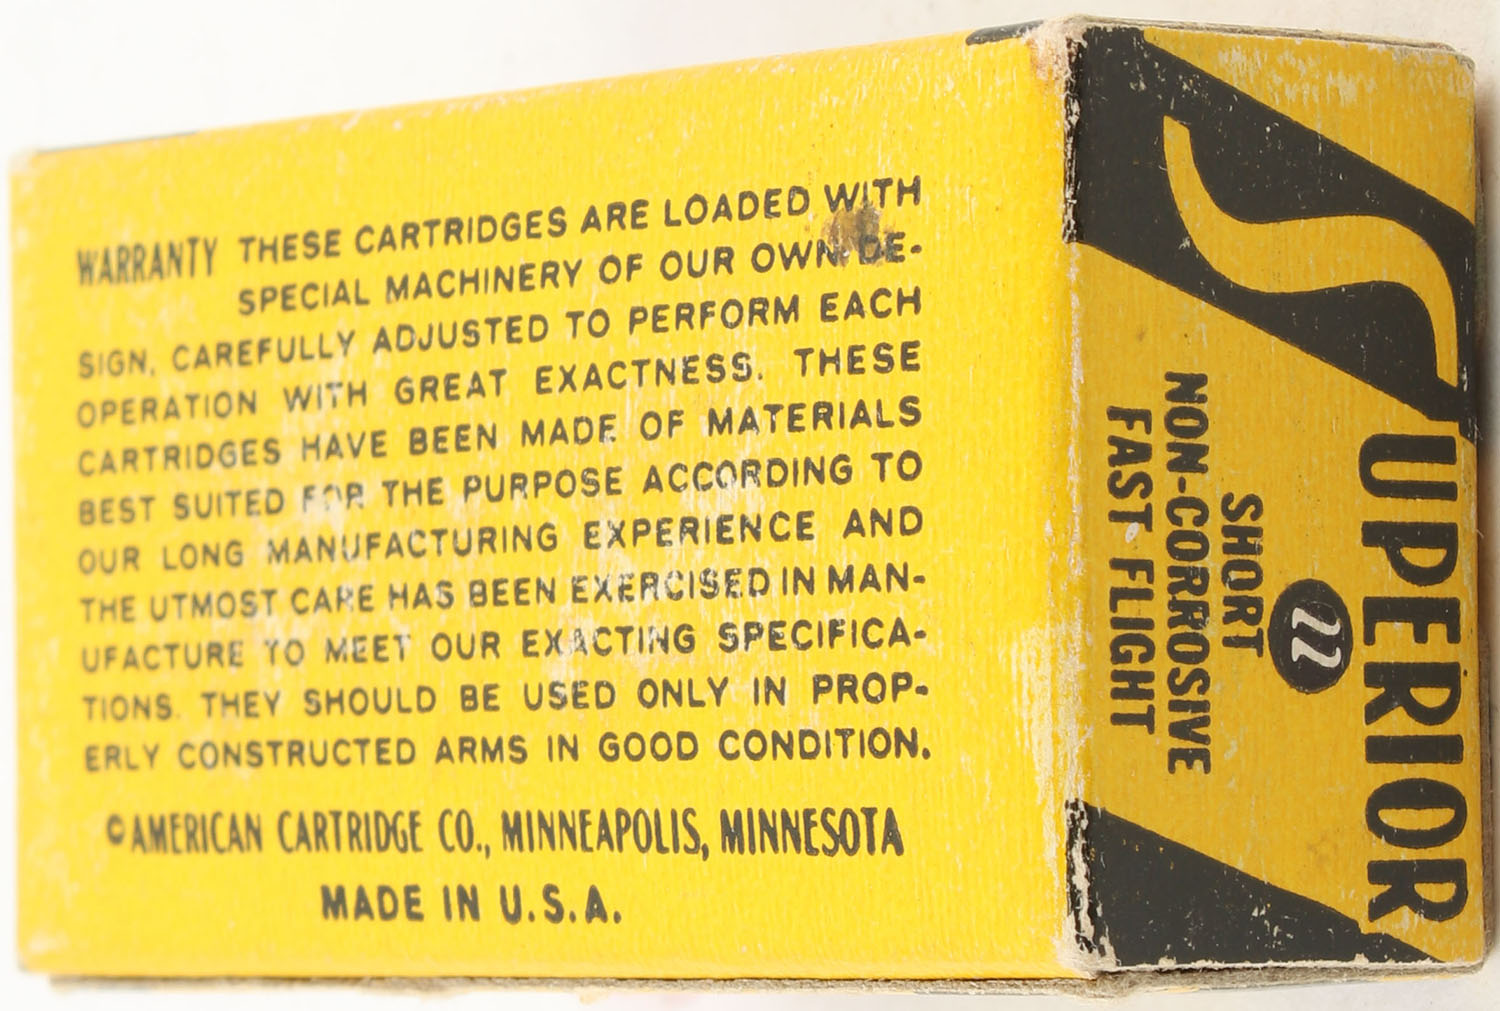 WARRANTY THESE CARTRIDGES ARE LOADED WITH
SPECIAL MACHINERY OF OUR OWN DE-
SIGN, CAREFULLY ADJUSTED TO PERFORM EACH
OPERATION WITH GREAT EXACTNESS. THESE
CARTRIDGES HAVE BEEN MADE OF MATERIALS
BEST SUITED FOR THE PURPOSE ACCORDING TO
OUR LONG MANUFACTURING EXPERIENCE AND
THE UTMOST CARE HAS BEEN EXERCISED IN MAN-
UFACTURE TO MEET OUR EXACTING SPECIFICA-
TIONS. THEY SHOULD BE USED ONLY IN PROP-
ERLY CONSTRUCTED ARMS IN GOOD CONDITION.
©AMERICAN CARTRIDGE CO., MINNEAPOLIS, MINNESOTA
MADE IN U.S.A.
SUPERIOR
22
SHORT
NON-CORROSIVE
FAST FLIGHT